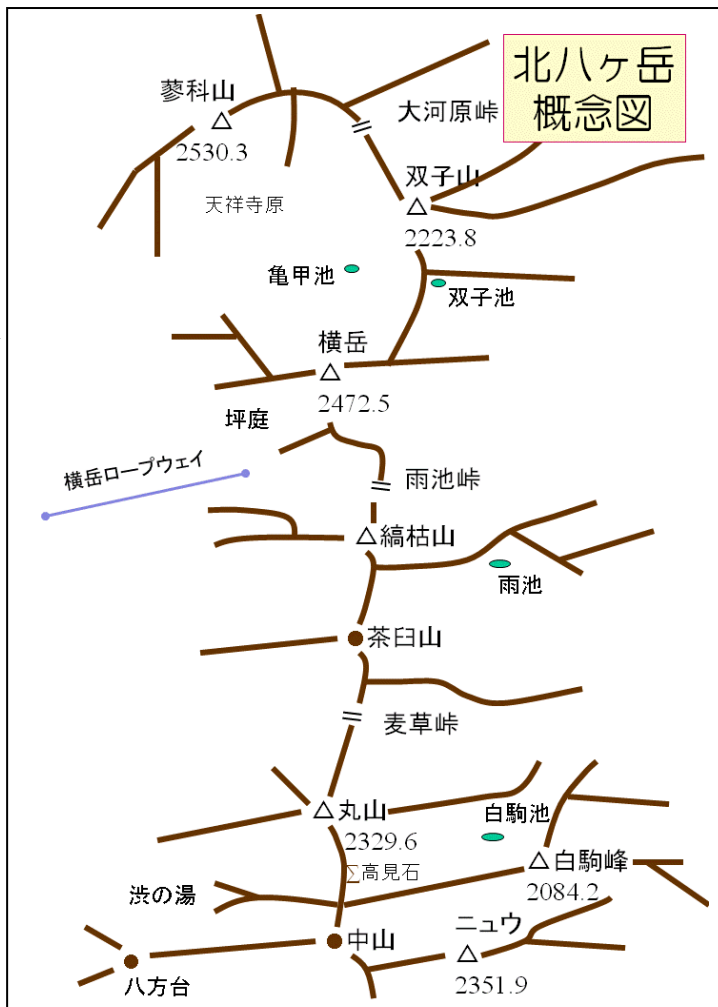 北八ヶ岳
概念図
蓼科山
2530.3
大河原峠
双子山
2223.8
天祥寺原
亀甲池
双子池
横岳
2472.5
坪庭
横岳ロープウェイ
雨池峠
縞枯山
雨池
茶臼山
麦草峠
丸山
2329.6
白駒池
高見石
白駒峰
2084.2
渋の湯
中山
ニュウ
2351.9
八方台